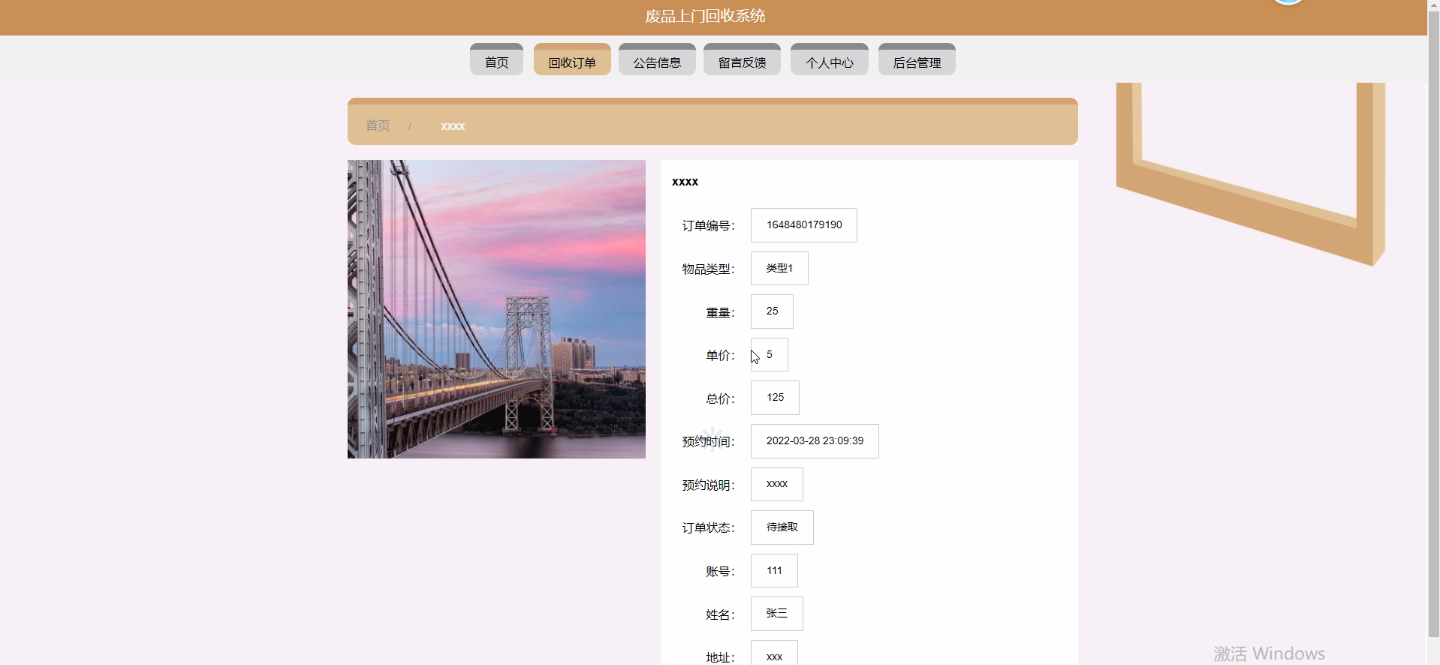 废品上门回收系统
首页 回收订单 公告信息 留言反馈 个人中心 后台管理
首页 / xxxx
xxxx
订单编号： 1648480179190
物品类型： 类型1
重量： 25
单价： 5
总价： 125
预约时间： 2022-03-28 23:09:39
预约说明： xxxx
订单状态： 待接取
账号： 111
姓名： 张三
地址： xxx
激活 Windows